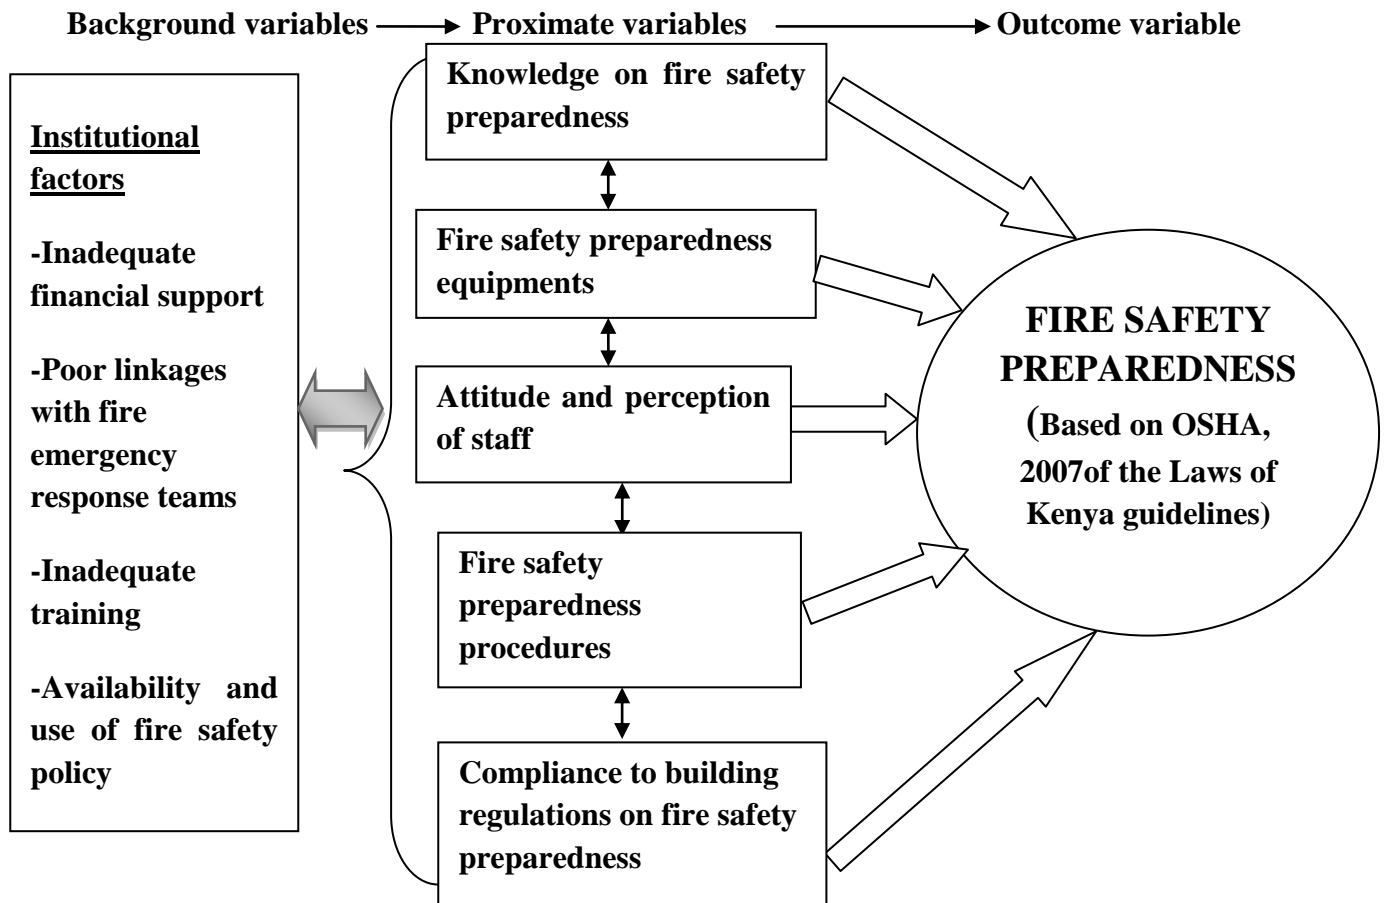 Background variables
Proximate variables
Outcome variable
Institutional
factors
-Inadequate
financial support
-Poor linkages
with fire
emergency
response teams
-Inadequate
training
-Availability and
use of fire safety
policy
Knowledge on fire safety
preparedness
Fire safety preparedness
equipments
Attitude and perception
of staff
Fire safety
preparedness
procedures
Compliance to building
regulations on fire safety
preparedness
FIRE SAFETY
PREPAREDNESS
(Based on OSHA,
2007of the Laws of
Kenya guidelines)